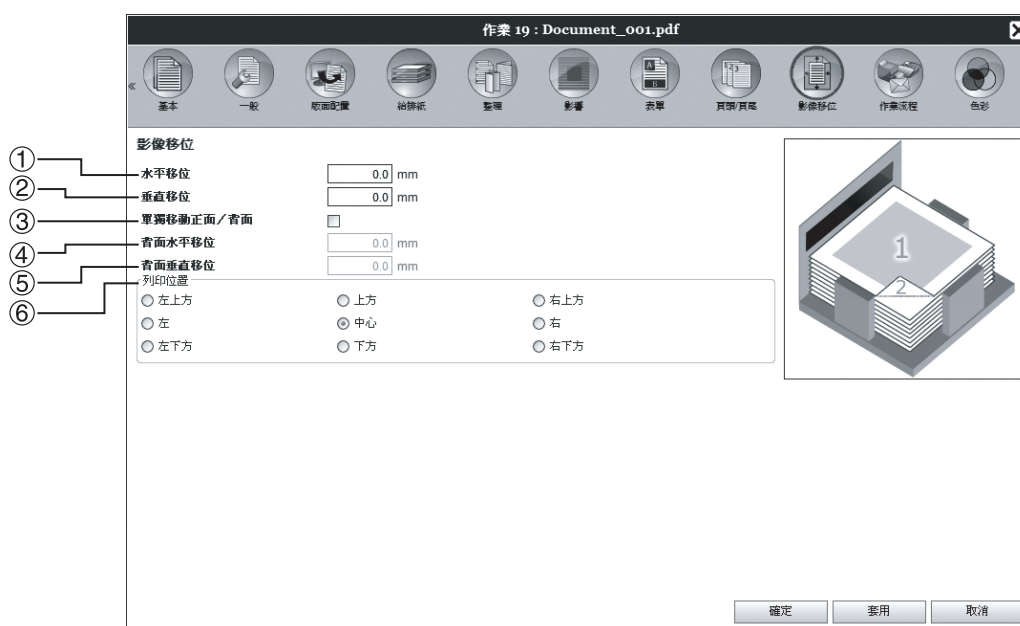 作業 19 : Document_001.pdf
«
基本 一般 版面配置 給排紙 整理 影響 表單 頁頭/頁尾 影像移位 作業流程 色彩
影像移位
① 水平移位 0.0 mm
② 垂直移位 0.0 mm
③ 單獨移動正面/背面
④ 背面水平移位 0.0 mm
⑤ 背面垂直移位 0.0 mm
⑥ 列印位置
左上方 上方 右上方
左 中心 右
左下方 下方 右下方
1
2
確定 套用 取消